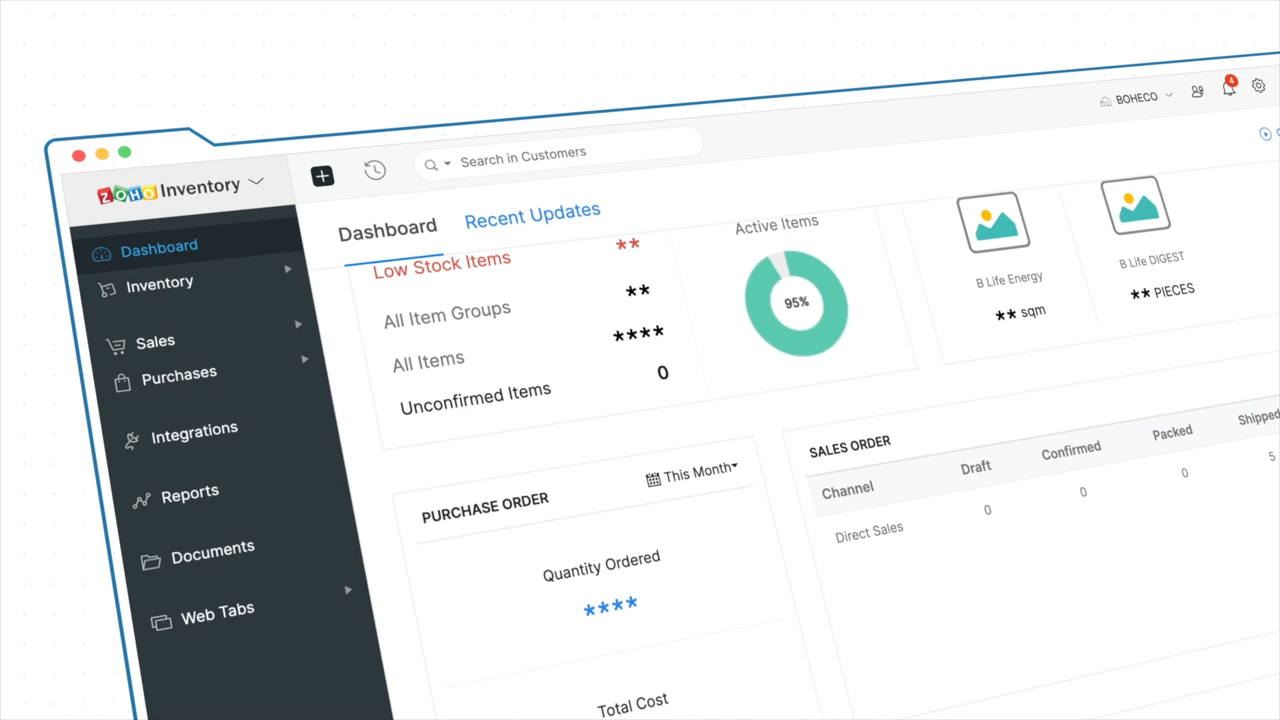 BOHECO
4
ZOHO Inventory
Search in Customers
Dashboard
Inventory
Sales
Purchases
Integrations
Reports
Documents
Web Tabs
Dashboard
Recent Updates
Low Stock Items **
All Item Groups **
All Items ****
Unconfirmed Items 0
Active Items
95%
B Life Energy
** sqm
B Life DIGEST
** PIECES
PURCHASE ORDER
This Month
Quantity Ordered
****
Total Cost
SALES ORDER
Channel Draft Confirmed Packed Shipped
Direct Sales 0 0 0 5